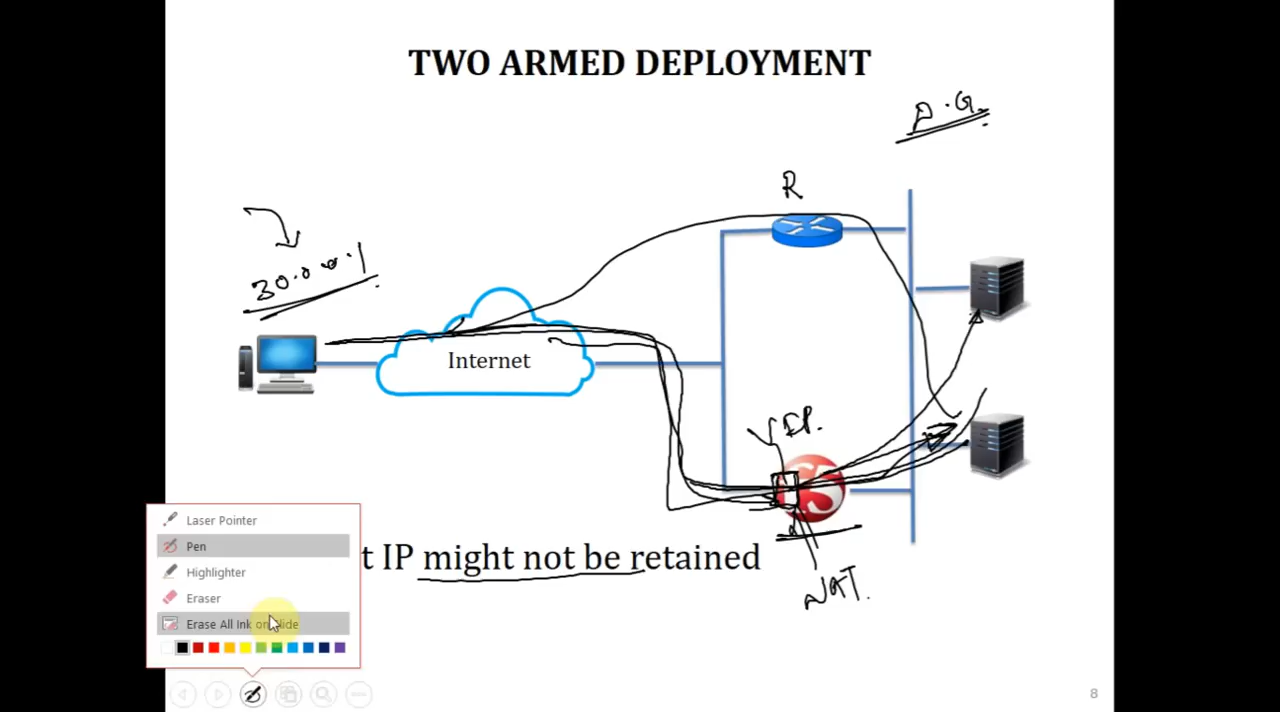 TWO ARMED DEPLOYMENT
D.G.
R
30.0.0.1
Internet
VIP.
Laser Pointer
Pen
t IP might not be retained
Highlighter
NAT.
Eraser
Erase All Ink on Slide
8